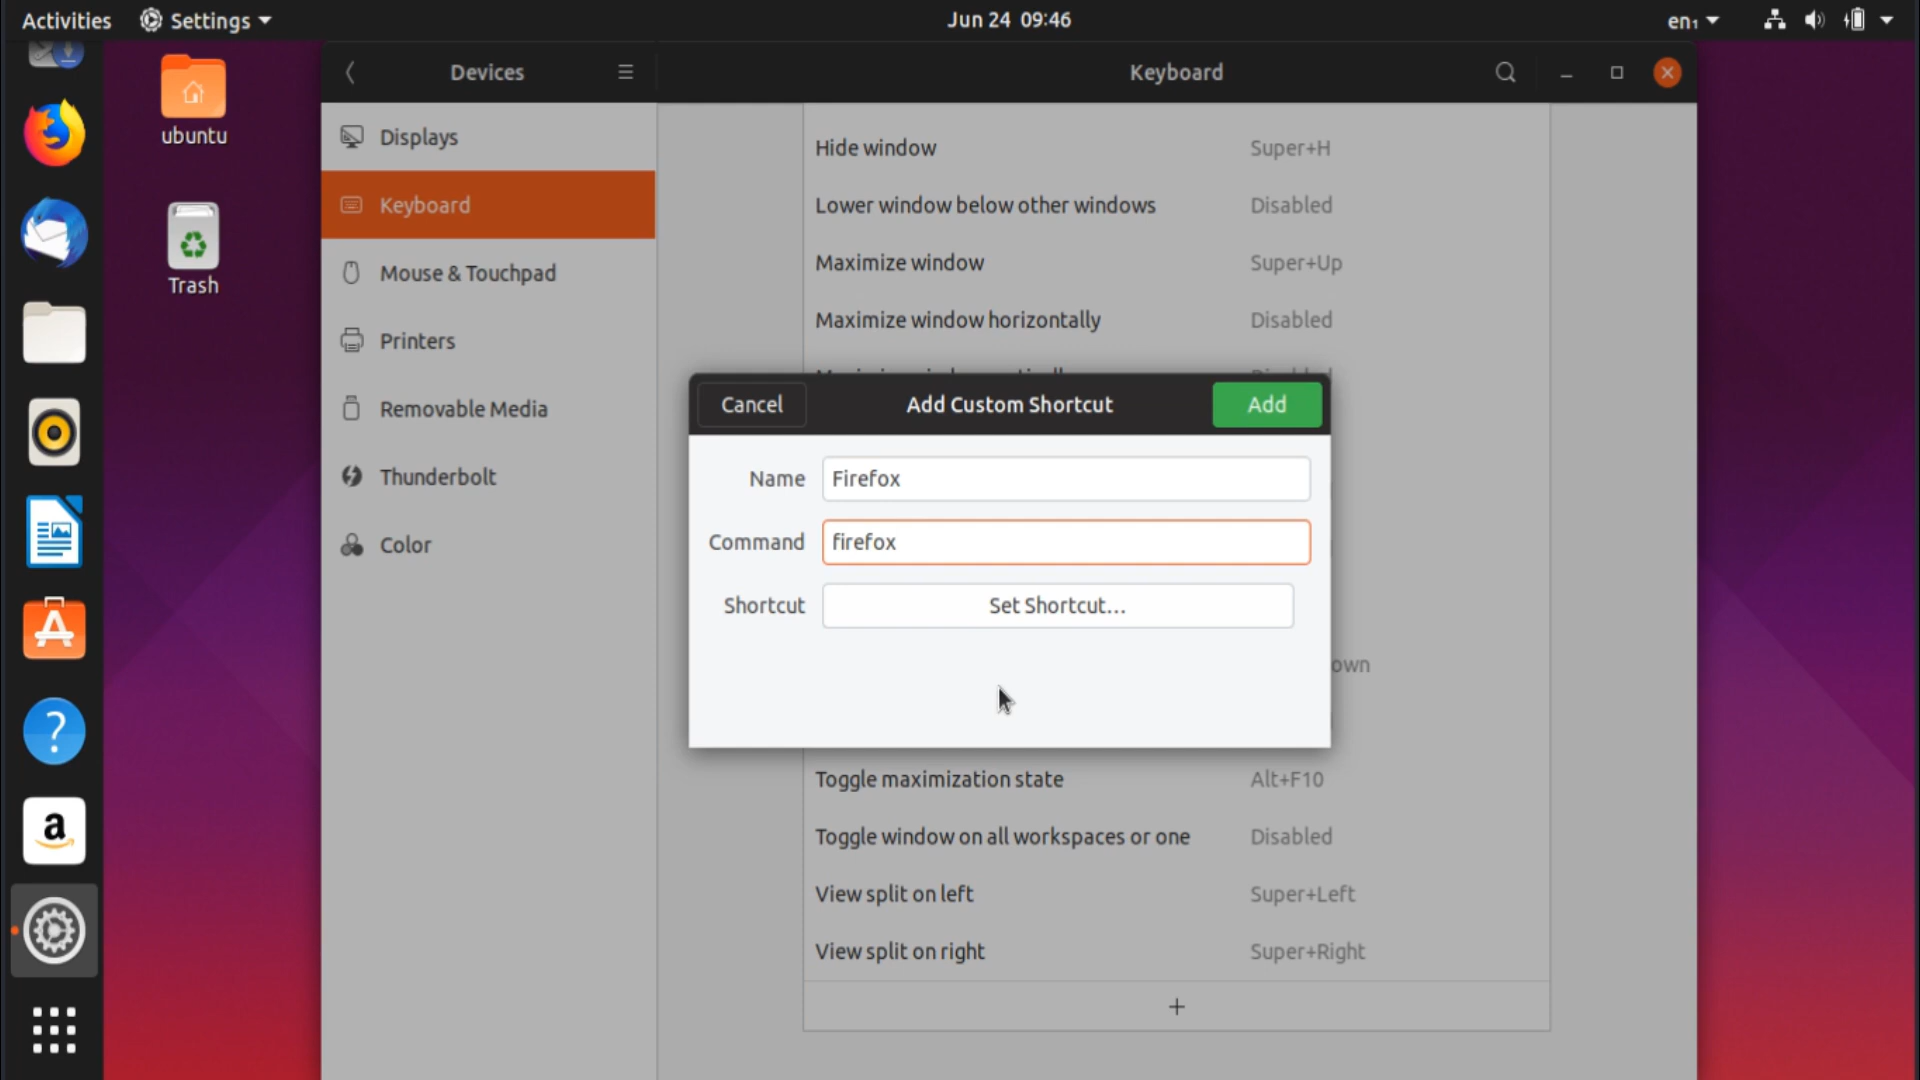 Activities
Settings
Jun 24 09:46
en₁
ubuntu
Trash
Devices
Keyboard
Displays
Keyboard
Mouse & Touchpad
Printers
Removable Media
Thunderbolt
Color
Hide window Super+H
Lower window below other windows Disabled
Maximize window Super+Up
Maximize window horizontally Disabled
Cancel
Add Custom Shortcut
Add
Name Firefox
Command firefox
Shortcut Set Shortcut...
own
Toggle maximization state Alt+F10
Toggle window on all workspaces or one Disabled
View split on left Super+Left
View split on right Super+Right
+